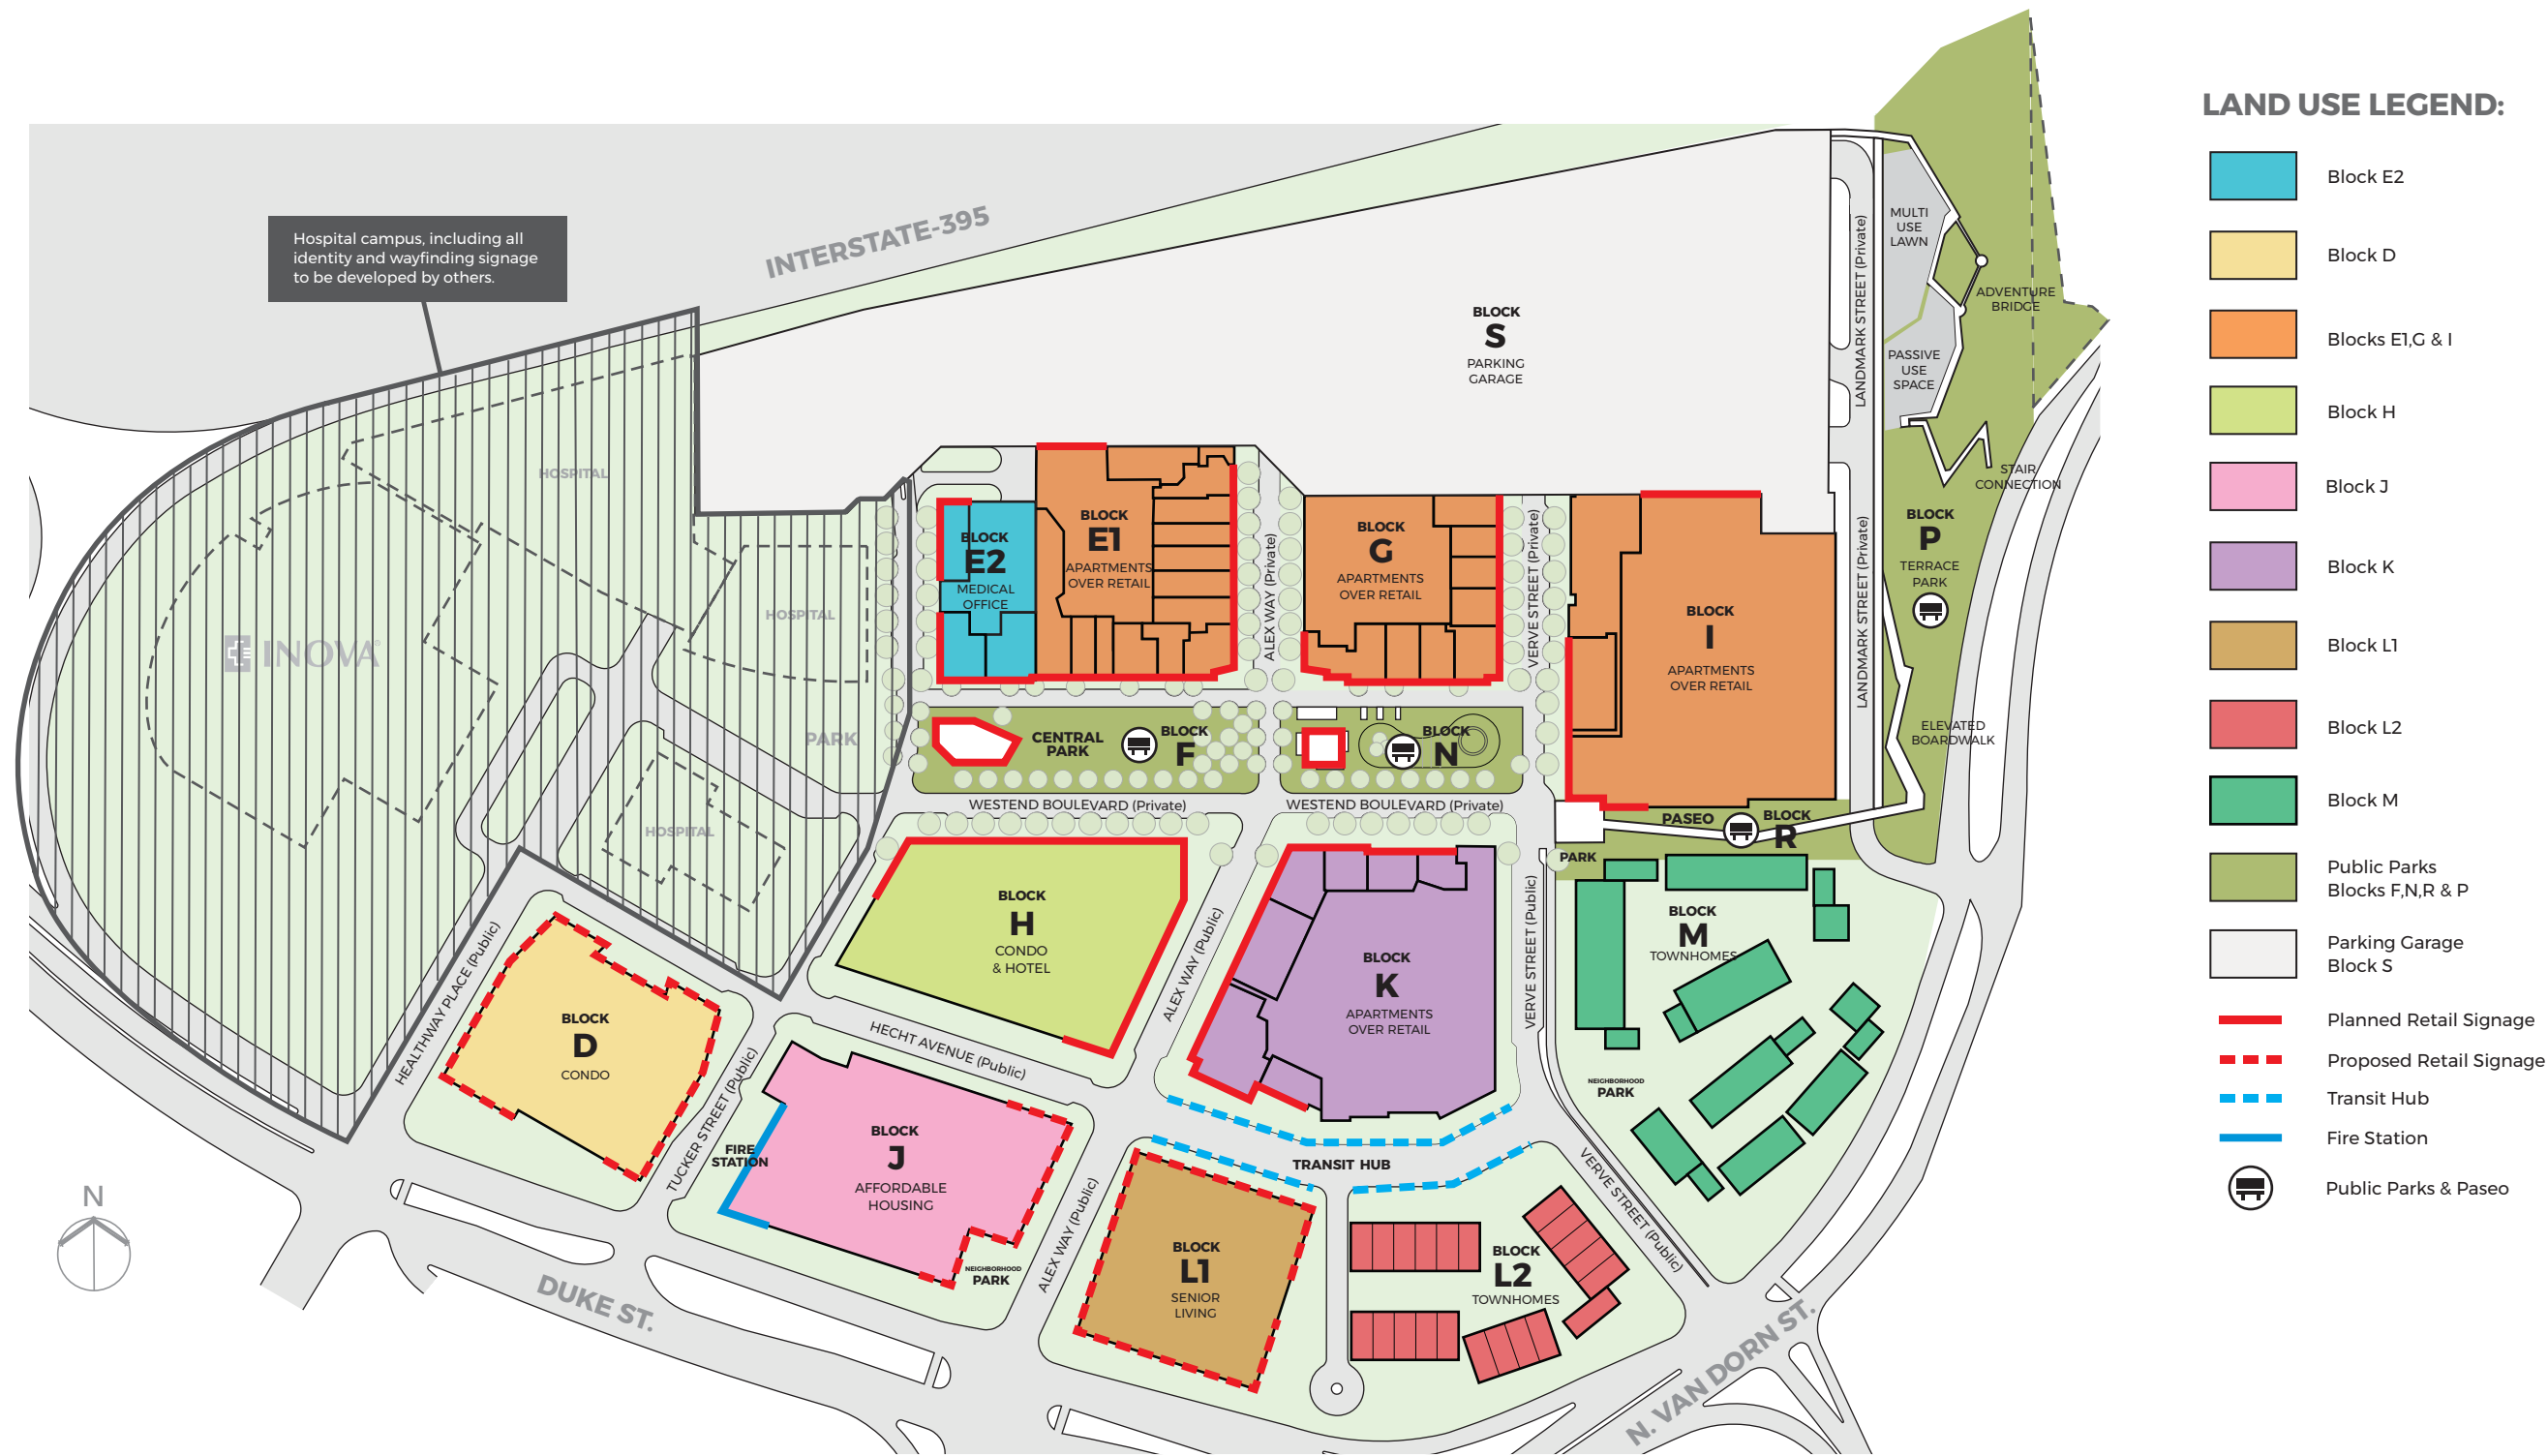 LAND USE LEGEND:
Block E2
Block D
Blocks E1,G & I
Block H
Block J
Block K
Block L1
Block L2
Block M
Public Parks
Blocks F,N,R & P
Parking Garage
Block S
Planned Retail Signage
Proposed Retail Signage
Transit Hub
Fire Station
Public Parks & Paseo
Hospital campus, including all
identity and wayfinding signage
to be developed by others.
INTERSTATE-395
BLOCK
S
PARKING
GARAGE
LANDMARK STREET (Private)
MULTI
USE
LAWN
ADVENTURE
BRIDGE
PASSIVE
USE
SPACE
STAIR
CONNECTION
HOSPITAL
HOSPITAL
INOVA®
PARK
HOSPITAL
BLOCK
E2
MEDICAL
OFFICE
BLOCK
E1
APARTMENTS
OVER RETAIL
ALEX WAY (Private)
BLOCK
G
APARTMENTS
OVER RETAIL
VERVE STREET (Private)
BLOCK
I
APARTMENTS
OVER RETAIL
LANDMARK STREET (Private)
BLOCK
P
TERRACE
PARK
ELEVATED
BOARDWALK
CENTRAL
PARK
BLOCK
F
BLOCK
N
WESTEND BOULEVARD (Private)
WESTEND BOULEVARD (Private)
PASEO
BLOCK
R
PARK
BLOCK
H
CONDO
& HOTEL
ALEX WAY (Public)
BLOCK
K
APARTMENTS
OVER RETAIL
VERVE STREET (Public)
BLOCK
M
TOWNHOMES
NEIGHBORHOOD
PARK
HEALTHWAY PLACE (Public)
BLOCK
D
CONDO
TUCKER STREET (Public)
HECHT AVENUE (Public)
FIRE
STATION
BLOCK
J
AFFORDABLE
HOUSING
NEIGHBORHOOD
PARK
ALEX WAY (Public)
TRANSIT HUB
BLOCK
L1
SENIOR
LIVING
BLOCK
L2
TOWNHOMES
VERVE STREET (Public)
N
DUKE ST.
N. VAN DORN ST.